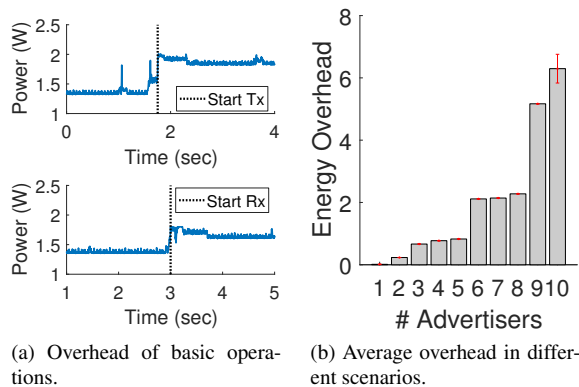 2.5
2
1.5
1
Power (W)
Start Tx
0 2 4
Time (sec)
2.5
2
1.5
1
Power (W)
Start Rx
1 2 3 4 5
Time (sec)
(a) Overhead of basic opera-
tions.
8
6
4
2
0
Energy Overhead
1 2 3 4 5 6 7 8 9 10
# Advertisers
(b) Average overhead in differ-
ent scenarios.